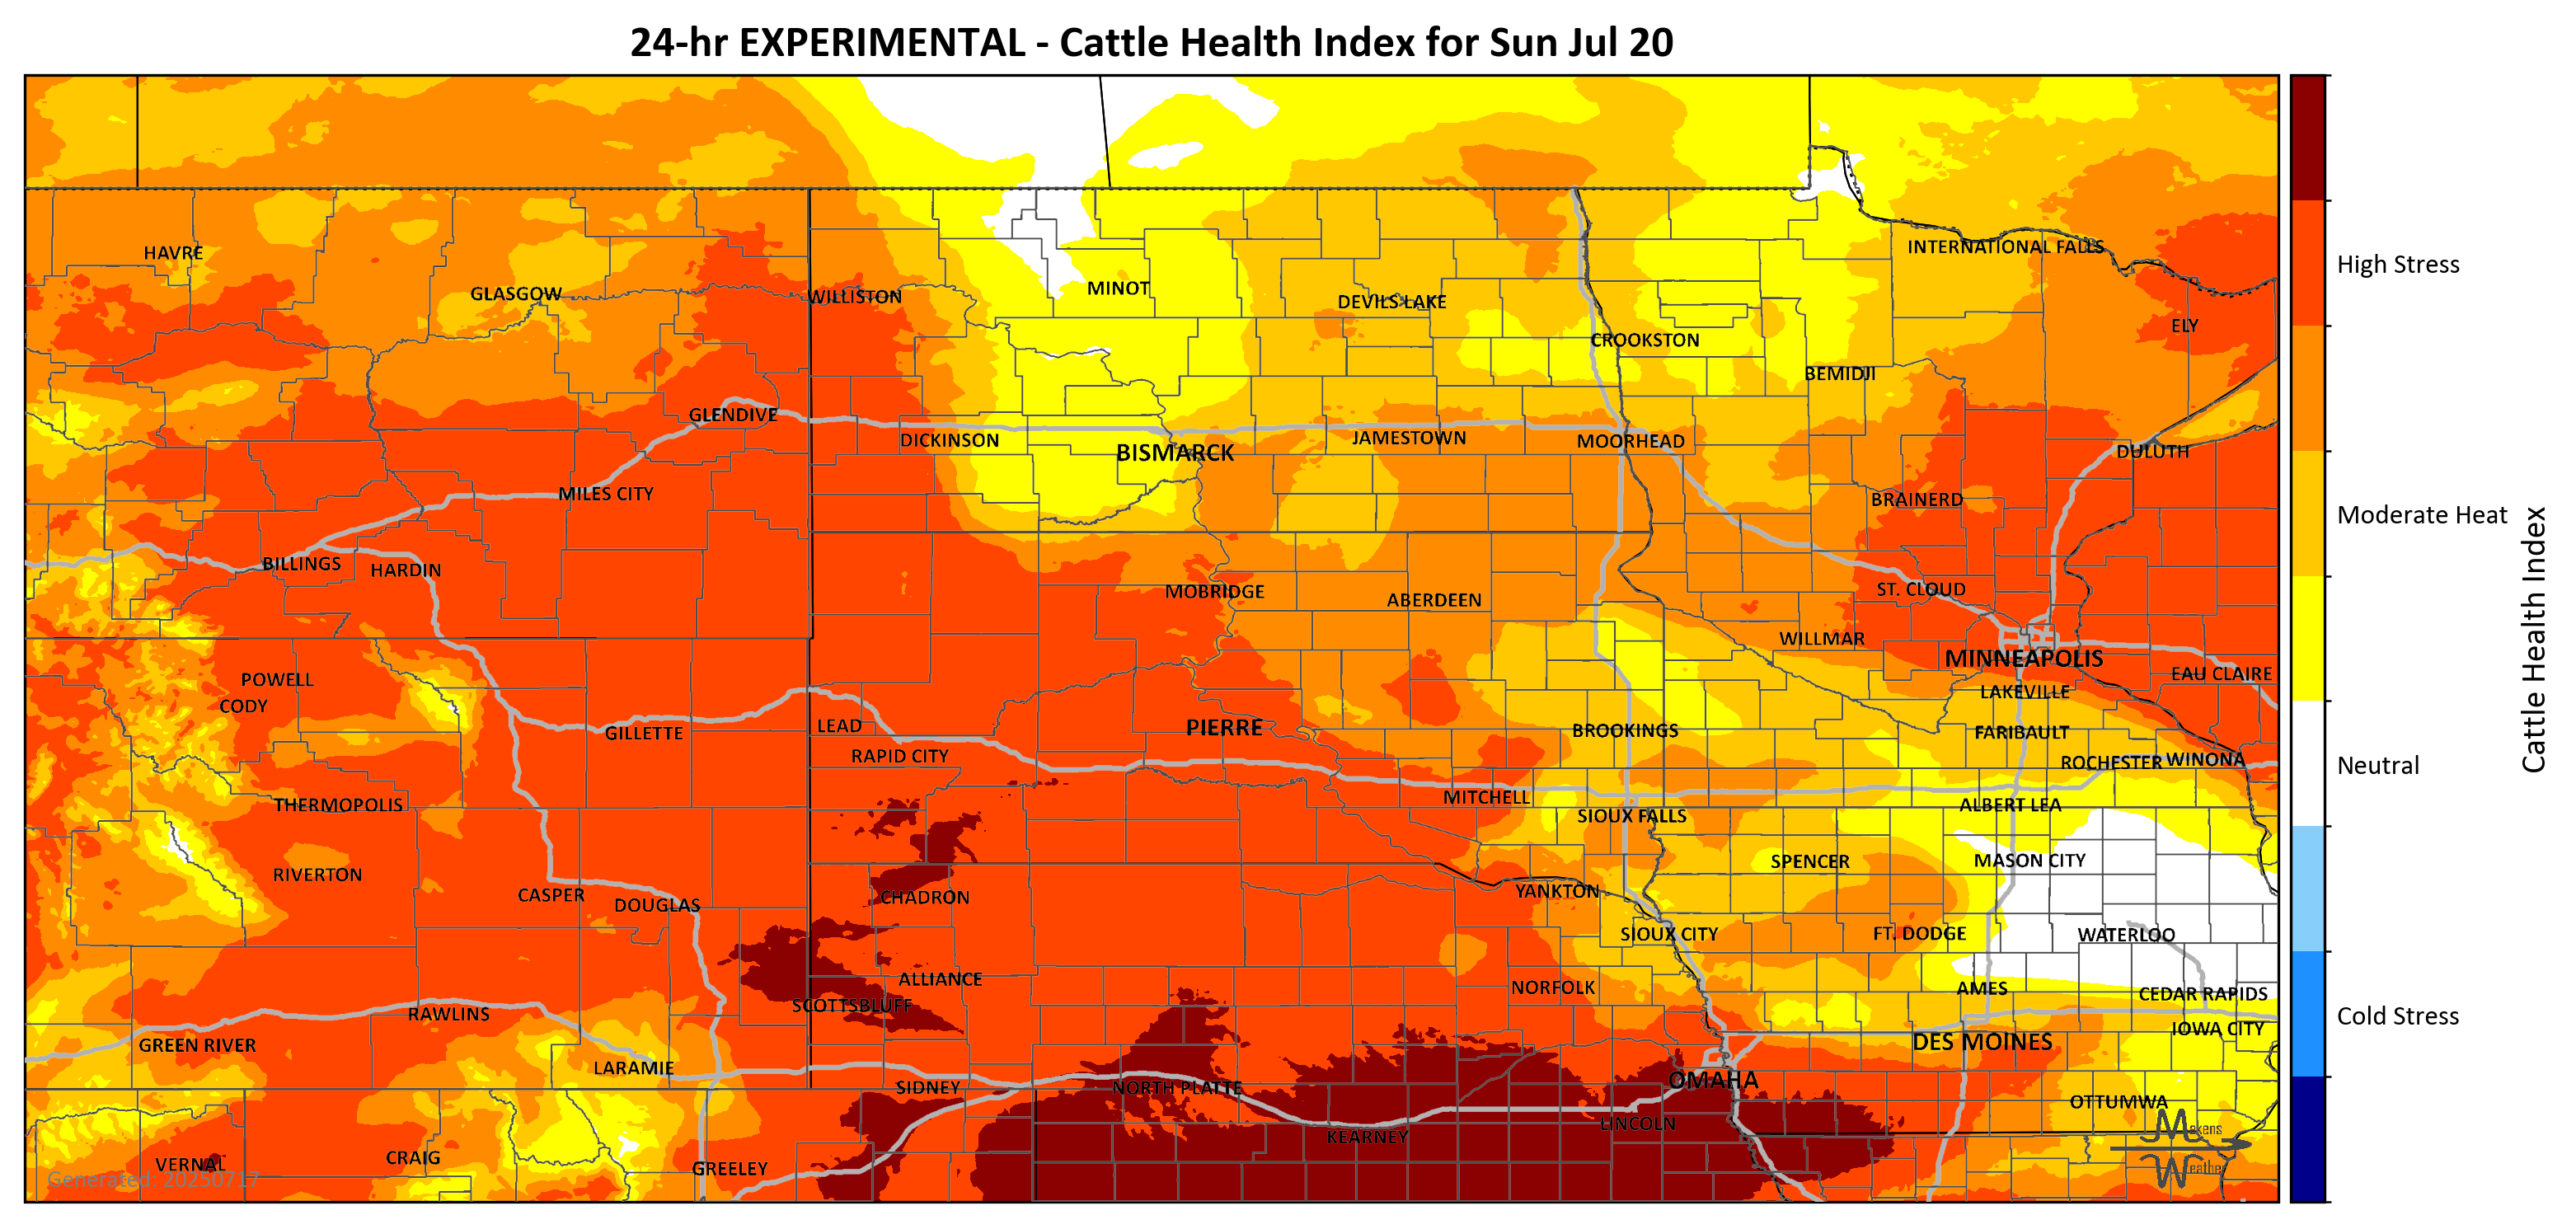 24-hr EXPERIMENTAL - Cattle Health Index for Sun Jul 20
HAVRE
INTERNATIONAL FALLS
GLASGOW
WILLISTON
MINOT
DEVILS LAKE
ELY
CROOKSTON
BEMIDJI
GLENDIVE
DICKINSON
BISMARCK
JAMESTOWN
MOORHEAD
DULUTH
MILES CITY
BRAINERD
BILLINGS
HARDIN
MOBRIDGE
ABERDEEN
ST. CLOUD
WILLMAR
MINNEAPOLIS
EAU CLAIRE
POWELL
CODY
LAKEVILLE
GILLETTE
LEAD
PIERRE
BROOKINGS
FARIBAULT
RAPID CITY
ROCHESTER
WINONA
THERMOPOLIS
MITCHELL
SIOUX FALLS
ALBERT LEA
RIVERTON
SPENCER
MASON CITY
CASPER
DOUGLAS
CHADRON
YANKTON
SIOUX CITY
FT. DODGE
WATERLOO
ALLIANCE
NORFOLK
AMES
CEDAR RAPIDS
SCOTTSBLUFF
RAWLINS
IOWA CITY
GREEN RIVER
DES MOINES
LARAMIE
SIDNEY
NORTH PLATTE
OMAHA
OTTUMWA
LINCOLN
KEARNEY
VERNAL
CRAIG
GREELEY
Generated: 20250717
Makens
Weather
High Stress
Moderate Heat
Neutral
Cold Stress
Cattle Health Index